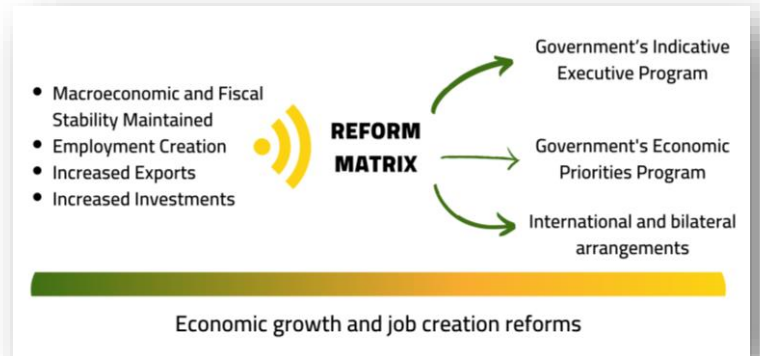 • Macroeconomic and Fiscal
Stability Maintained
• Employment Creation
• Increased Exports
• Increased Investments
REFORM
MATRIX
Government’s Indicative
Executive Program
Government's Economic
Priorities Program
International and bilateral
arrangements
Economic growth and job creation reforms